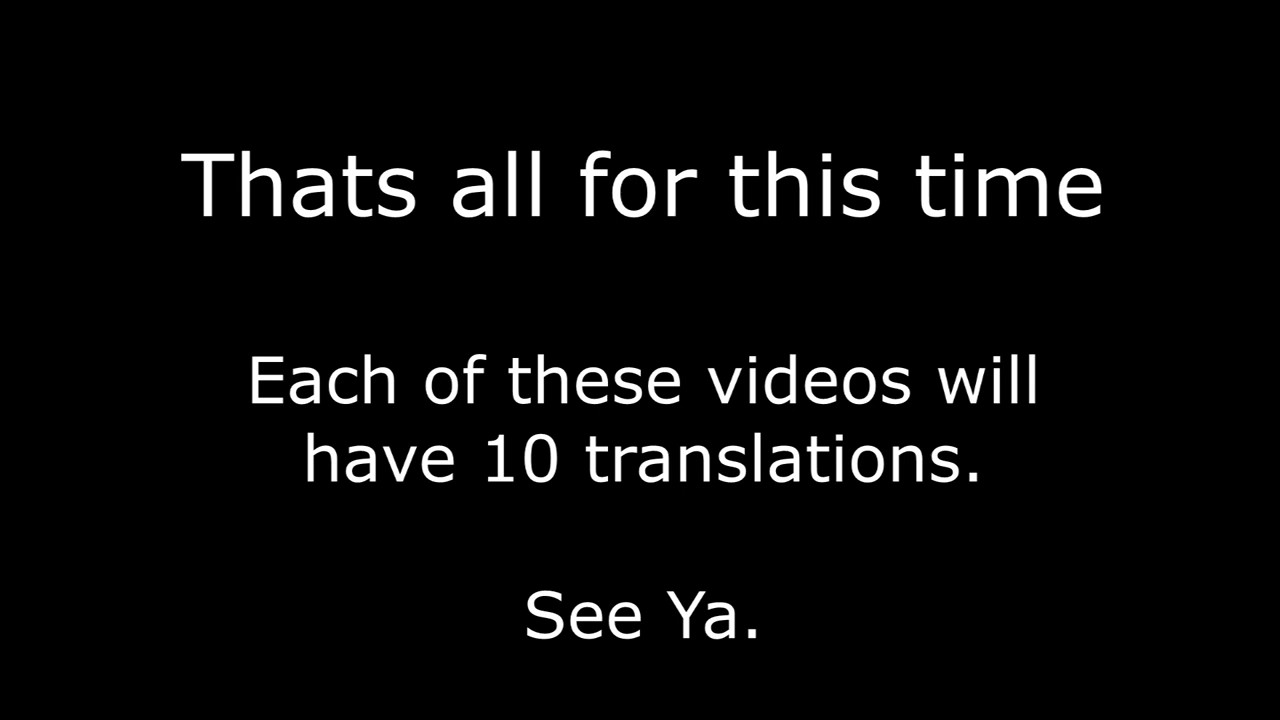 Thats all for this time
Each of these videos will
have 10 translations.
See Ya.